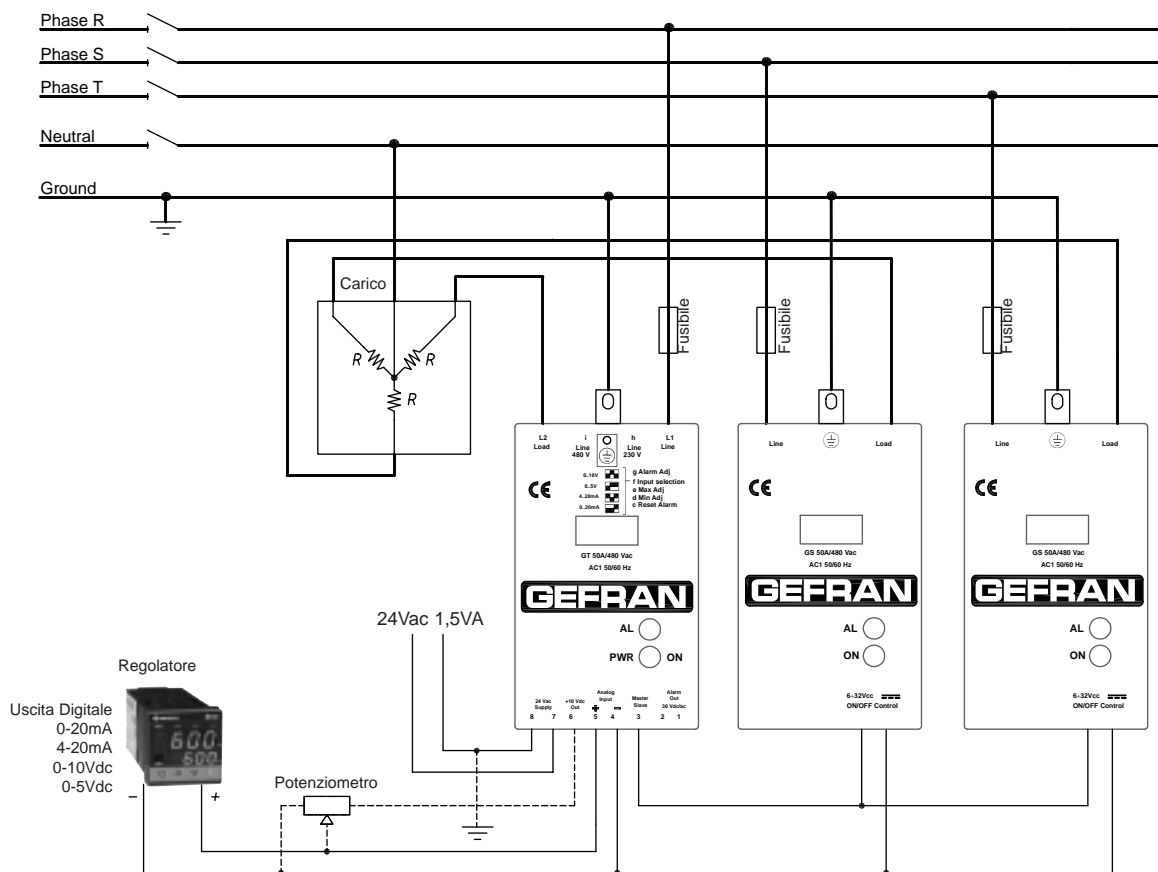 Phase R
Phase S
Phase T
Neutral
Ground
Carico
R
R
R
Fusibile
Fusibile
Fusibile
L2
Load
i
Line
480 V
h
Line
230 V
L1
Line
0..10V
0..5V
4..20mA
0..20mA
g Alarm Adj
f Input selection
e Max Adj
d Min Adj
c Reset Alarm
CE
GT 50A/480 Vac
AC1 50/60 Hz
GEFRAN
AL
PWR
ON
24 Vac
Supply
+10 Vdc
Out
Analog
Input
+ –
Master
Slave
Alarm
Out
30 Vdc/ac
8 7 6 5 4 3 2 1
Line
Load
CE
GS 50A/480 Vac
AC1 50/60 Hz
GEFRAN
AL
ON
6-32Vcc
ON/OFF Control
Line
Load
CE
GS 50A/480 Vac
AC1 50/60 Hz
GEFRAN
AL
ON
6-32Vcc
ON/OFF Control
24Vac 1,5VA
Regolatore
Uscita Digitale
0-20mA
4-20mA
0-10Vdc
0-5Vdc
600
600
– +
Potenziometro